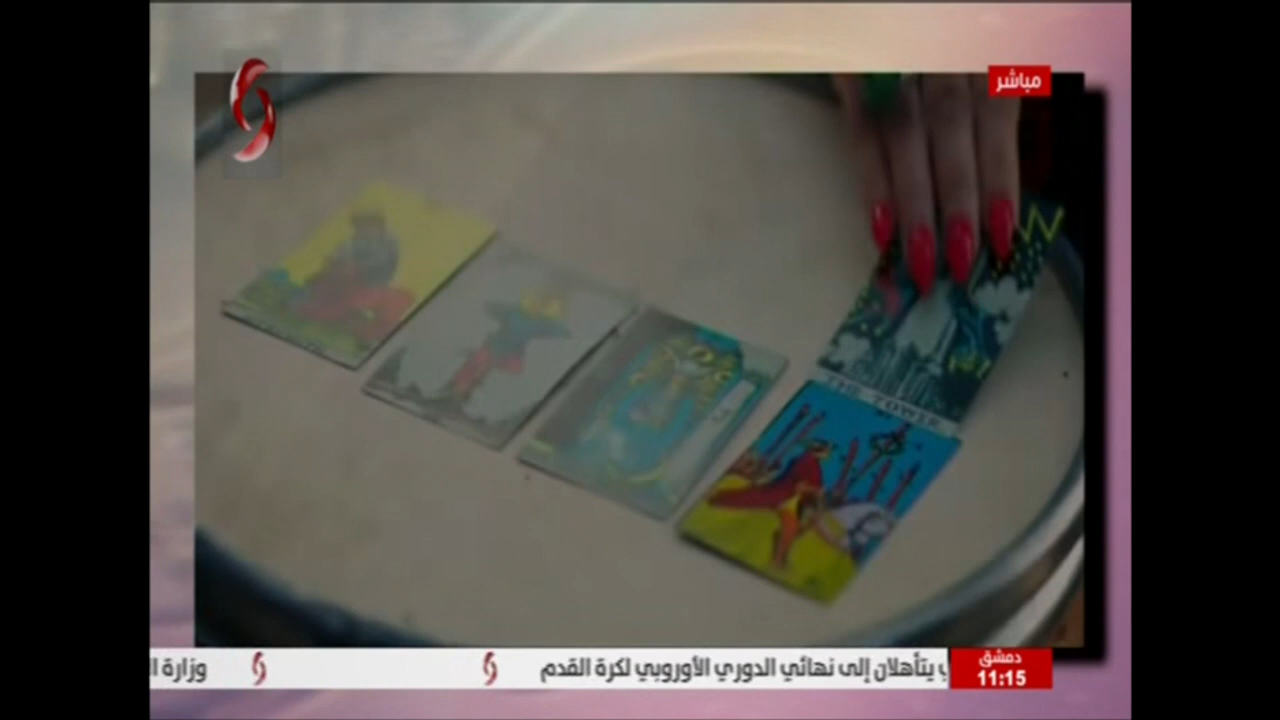 مباشر
THE TOWER
دمشق
11:15
يتأهلان إلى نهائي الدوري الأوروبي لكرة القدم
وزارة